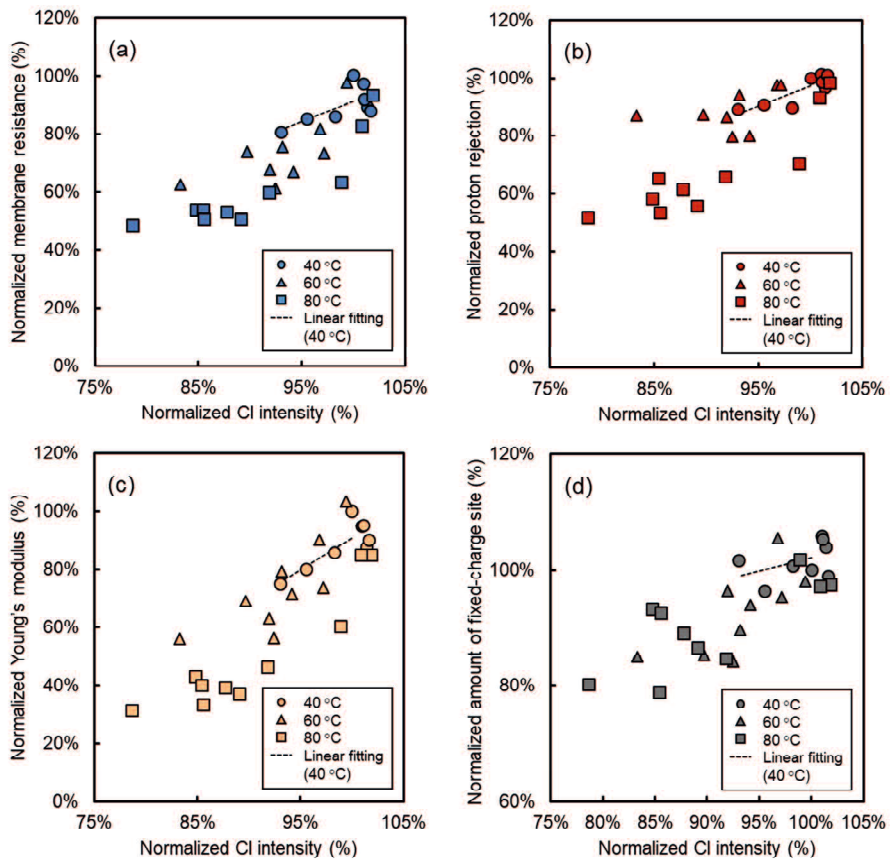 (a)
Normalized membrane resistance (%)
120%
100%
80%
60%
40%
20%
0%
40 °C
60 °C
80 °C
Linear fitting
(40 °C)
75%
85%
95%
105%
Normalized CI intensity (%)
(b)
Normalized proton rejection (%)
120%
100%
80%
60%
40%
20%
0%
40 °C
60 °C
80 °C
Linear fitting
(40 °C)
75%
85%
95%
105%
Normalized CI intensity (%)
(c)
Normalized Young's modulus (%)
120%
100%
80%
60%
40%
20%
0%
40 °C
60 °C
80 °C
Linear fitting
(40 °C)
75%
85%
95%
105%
Normalized CI intensity (%)
(d)
Normalized amount of fixed-charge site (%)
120%
100%
80%
60%
40 °C
60 °C
80 °C
Linear fitting
(40 °C)
75%
80%
85%
90%
95%
100%
105%
Normalized CI intensity (%)